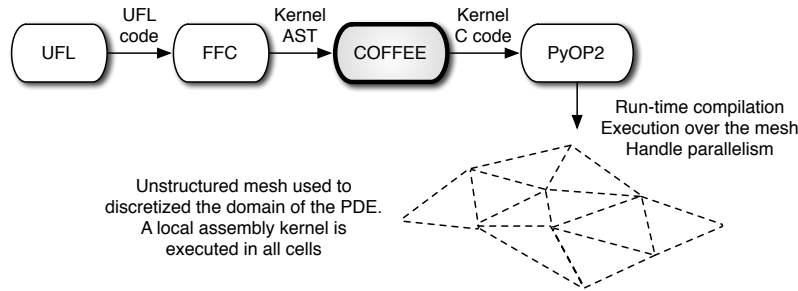 UFL
code
Kernel
AST
Kernel
C code
UFL
FFC
COFFEE
PyOP2
Run-time compilation
Execution over the mesh
Handle parallelism
Unstructured mesh used to
discretized the domain of the PDE.
A local assembly kernel is
executed in all cells